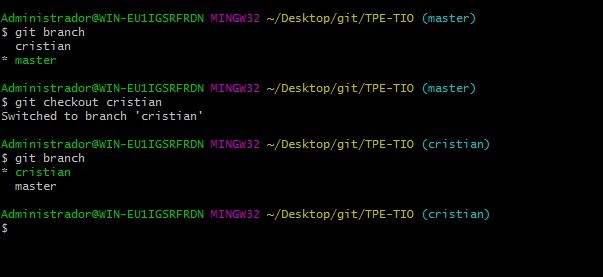 Administrador@WIN-EU1IGSRFRDN MINGW32 ~/Desktop/git/TPE-TIO (master)
$ git branch
  cristian
* master
Administrador@WIN-EU1IGSRFRDN MINGW32 ~/Desktop/git/TPE-TIO (master)
$ git checkout cristian
Switched to branch 'cristian'
Administrador@WIN-EU1IGSRFRDN MINGW32 ~/Desktop/git/TPE-TIO (cristian)
$ git branch
* cristian
  master
Administrador@WIN-EU1IGSRFRDN MINGW32 ~/Desktop/git/TPE-TIO (cristian)
$